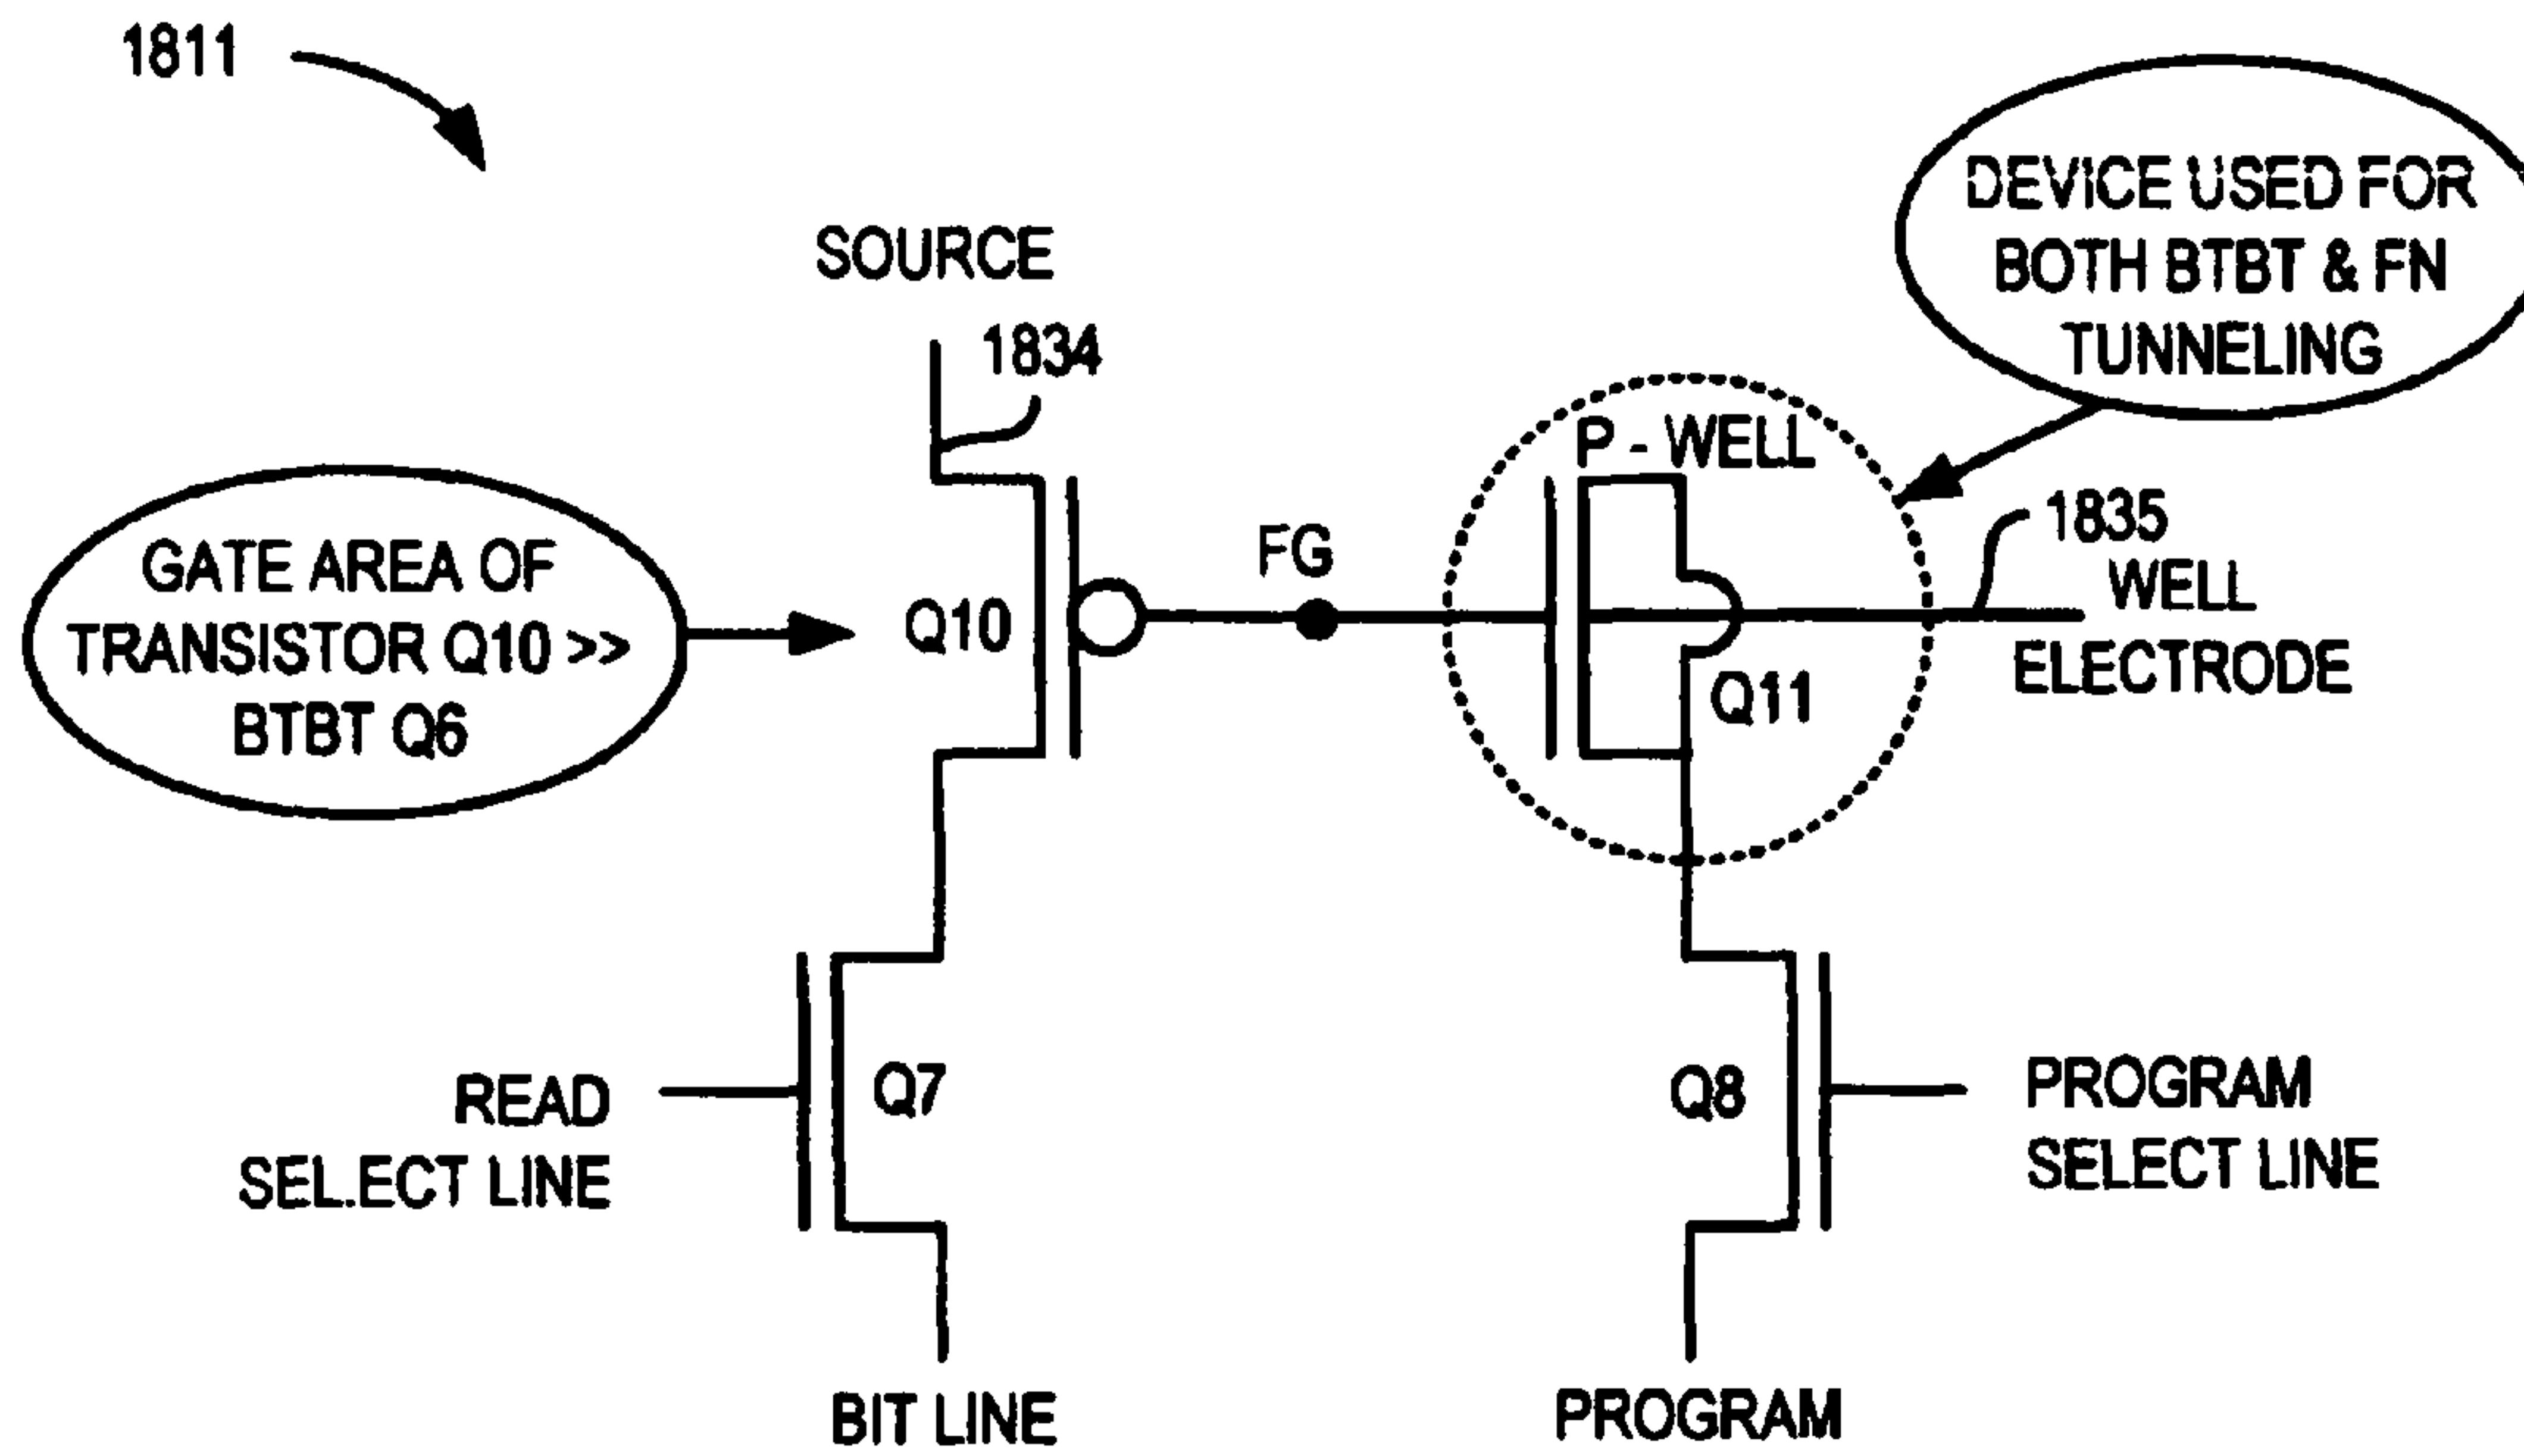 1811
DEVICE USED FOR
BOTH BTBT & FN
TUNNELING
SOURCE
1834
P - WELL
1835
WELL
ELECTRODE
FG
GATE AREA OF
TRANSISTOR Q10 >>
BTBT Q6
Q10
Q11
READ
SEL.ECT LINE
Q7
Q8
PROGRAM
SELECT LINE
BIT LINE
PROGRAM